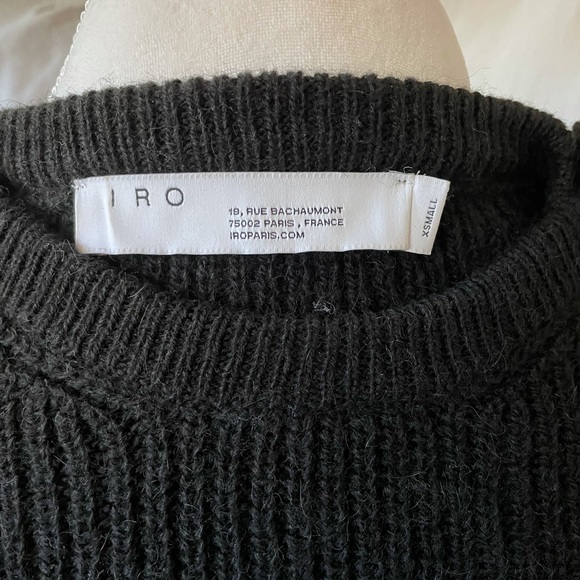 IRO
19, RUE BACHAUMONT
75002 PARIS , FRANCE
IROPARIS.COM
XSMALL